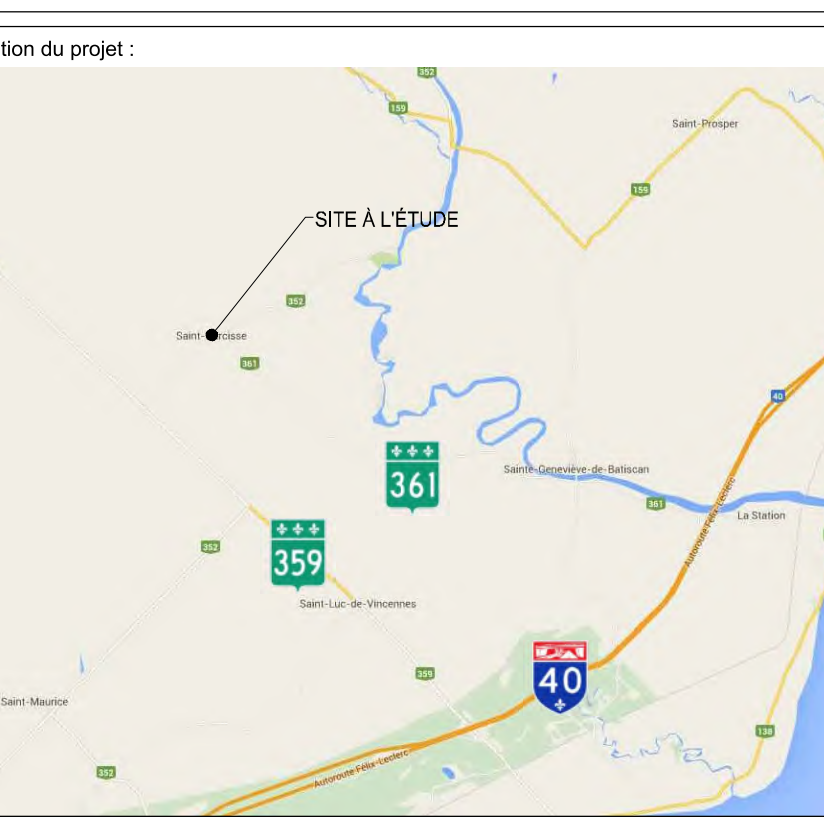 tion du projet :
352
159
Saint-Prosper
159
SITE À L'ÉTUDE
352
Saint- rcisse
361
40
361
Sainte-Geneviève-de-Batiscan
361
La Station
Autoroute Félix-Leclerc
352
359
Saint-Luc-de-Vincennes
359
40
Saint-Maurice
138
352
Autoroute Félix-Leclerc